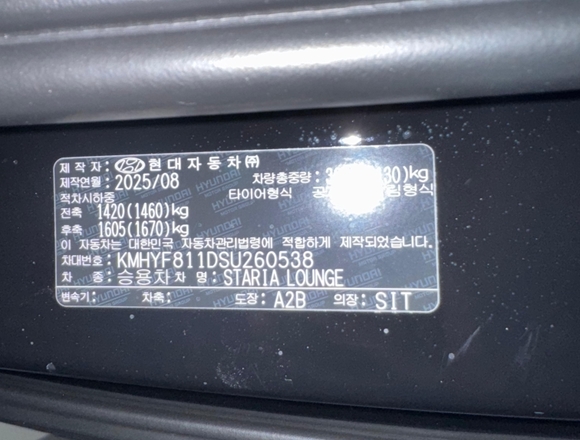 제 작 자 : 현대자동차㈜
제작연월 : 2025/08 차량총중량:
적차시하중 타이어형식
전축 1420(1460)kg
후축 1605(1670)kg
이 자동차는 대한민국 자동차관리법령에 적합하게 제작되었습니다.
차대번호: KMHYF811DSU260538
차 종: 승용차 차 명: STARIA LOUNGE
변속기: 차축: 도장: A2B 의장: SIT